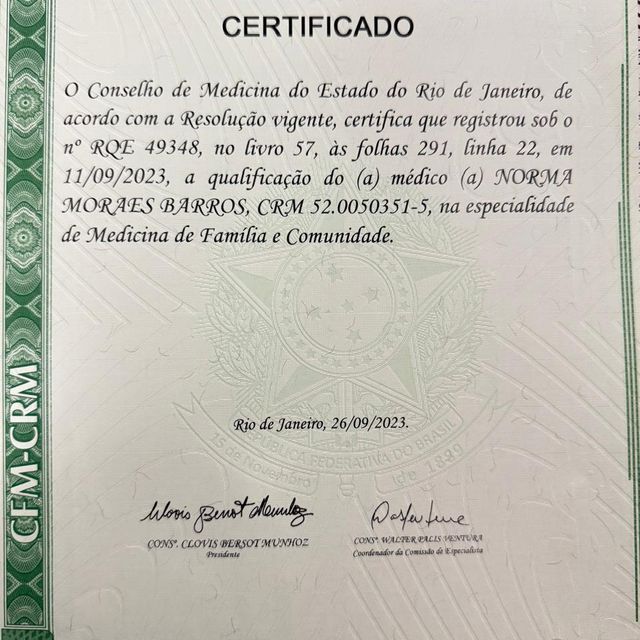 CERTIFICADO
O Conselho de Medicina do Estado do Rio de Janeiro, de
acordo com a Resolução vigente, certifica que registrou sob o
nº RQE 49348, no livro 57, às folhas 291, linha 22, em
11/09/2023, a qualificação do (a) médico (a) NORMA
MORAES BARROS, CRM 52.0050351-5, na especialidade
de Medicina de Família e Comunidade.
Rio de Janeiro, 26/09/2023.
REPÚBLICA FEDERATIVA DO BRASIL
15 de Novembro de 1889
CONSº. CLOVIS BERSOT MUNHOZ
Presidente
CONSº. WALTER PALIS VENTURA
Coordenador da Comissão de Especialista
CFM-CRM